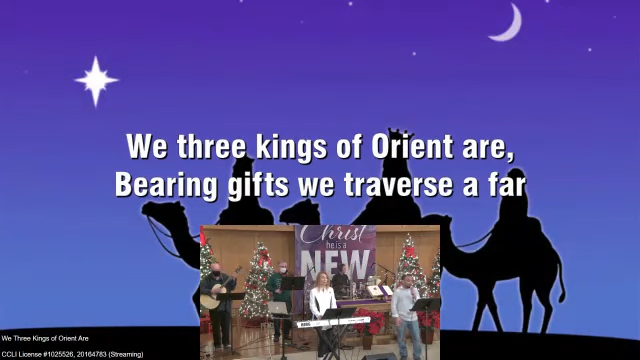 We three kings of Orient are,
Bearing gifts we traverse a far
Christ
he is a
NEW
KORG
We Three Kings of Orient Are
CCLI License #1025526, 20164783 (Streaming)